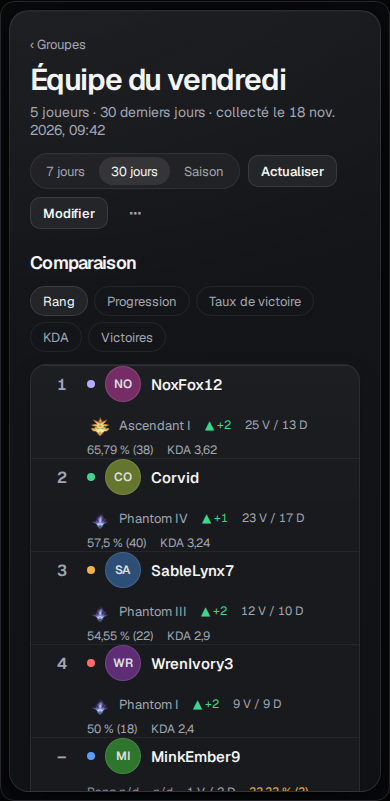 ‹ Groupes
Équipe du vendredi
5 joueurs · 30 derniers jours · collecté le 18 nov.
2026, 09:42
7 jours 30 jours Saison Actualiser
Modifier ···
Comparaison
Rang Progression Taux de victoire
KDA Victoires
1 NO NoxFox12
Ascendant I ▲+2 25 V / 13 D
65,79 % (38) KDA 3,62
2 CO Corvid
Phantom IV ▲+1 23 V / 17 D
57,5 % (40) KDA 3,24
3 SA SableLynx7
Phantom III ▲+2 12 V / 10 D
54,55 % (22) KDA 2,9
4 WR WrenIvory3
Phantom I ▲+2 9 V / 9 D
50 % (18) KDA 2,4
– MI MinkEmber9